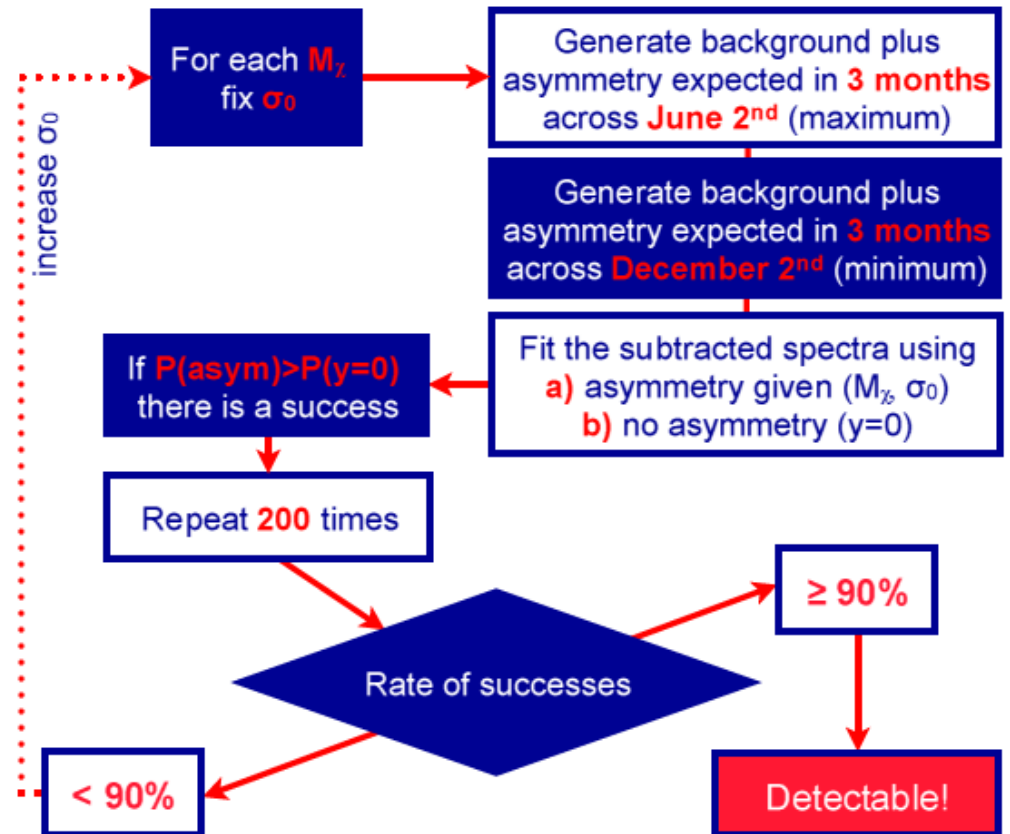 For each Mχ
fix σ₀
Generate background plus
asymmetry expected in 3 months
across June 2ⁿᵈ (maximum)
increase σ₀
Generate background plus
asymmetry expected in 3 months
across December 2ⁿᵈ (minimum)
Fit the subtracted spectra using
a) asymmetry given (Mχ, σ₀)
b) no asymmetry (y=0)
If P(asym)>P(y=0)
there is a success
Repeat 200 times
Rate of successes
≥ 90%
< 90%
Detectable!